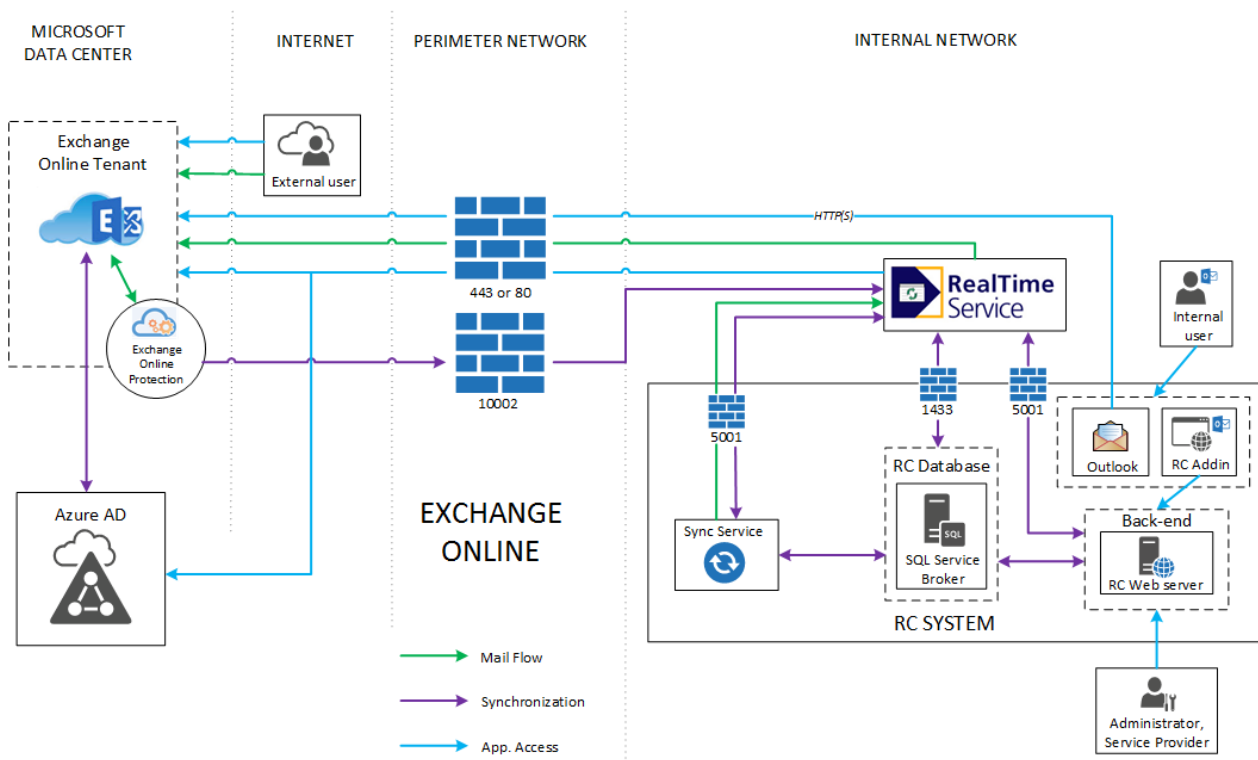 MICROSOFT
DATA CENTER
INTERNET
PERIMETER NETWORK
INTERNAL NETWORK
Exchange
Online Tenant
E
External user
HTTP(S)
443 or 80
RealTime
Service
Internal
user
Exchange
Online
Protection
10002
5001
1433
5001
Outlook
RC Addin
RC Database
SQL
SQL Service
Broker
Azure AD
EXCHANGE
ONLINE
Sync Service
Back-end
RC Web server
RC SYSTEM
Mail Flow
Synchronization
App. Access
Administrator,
Service Provider